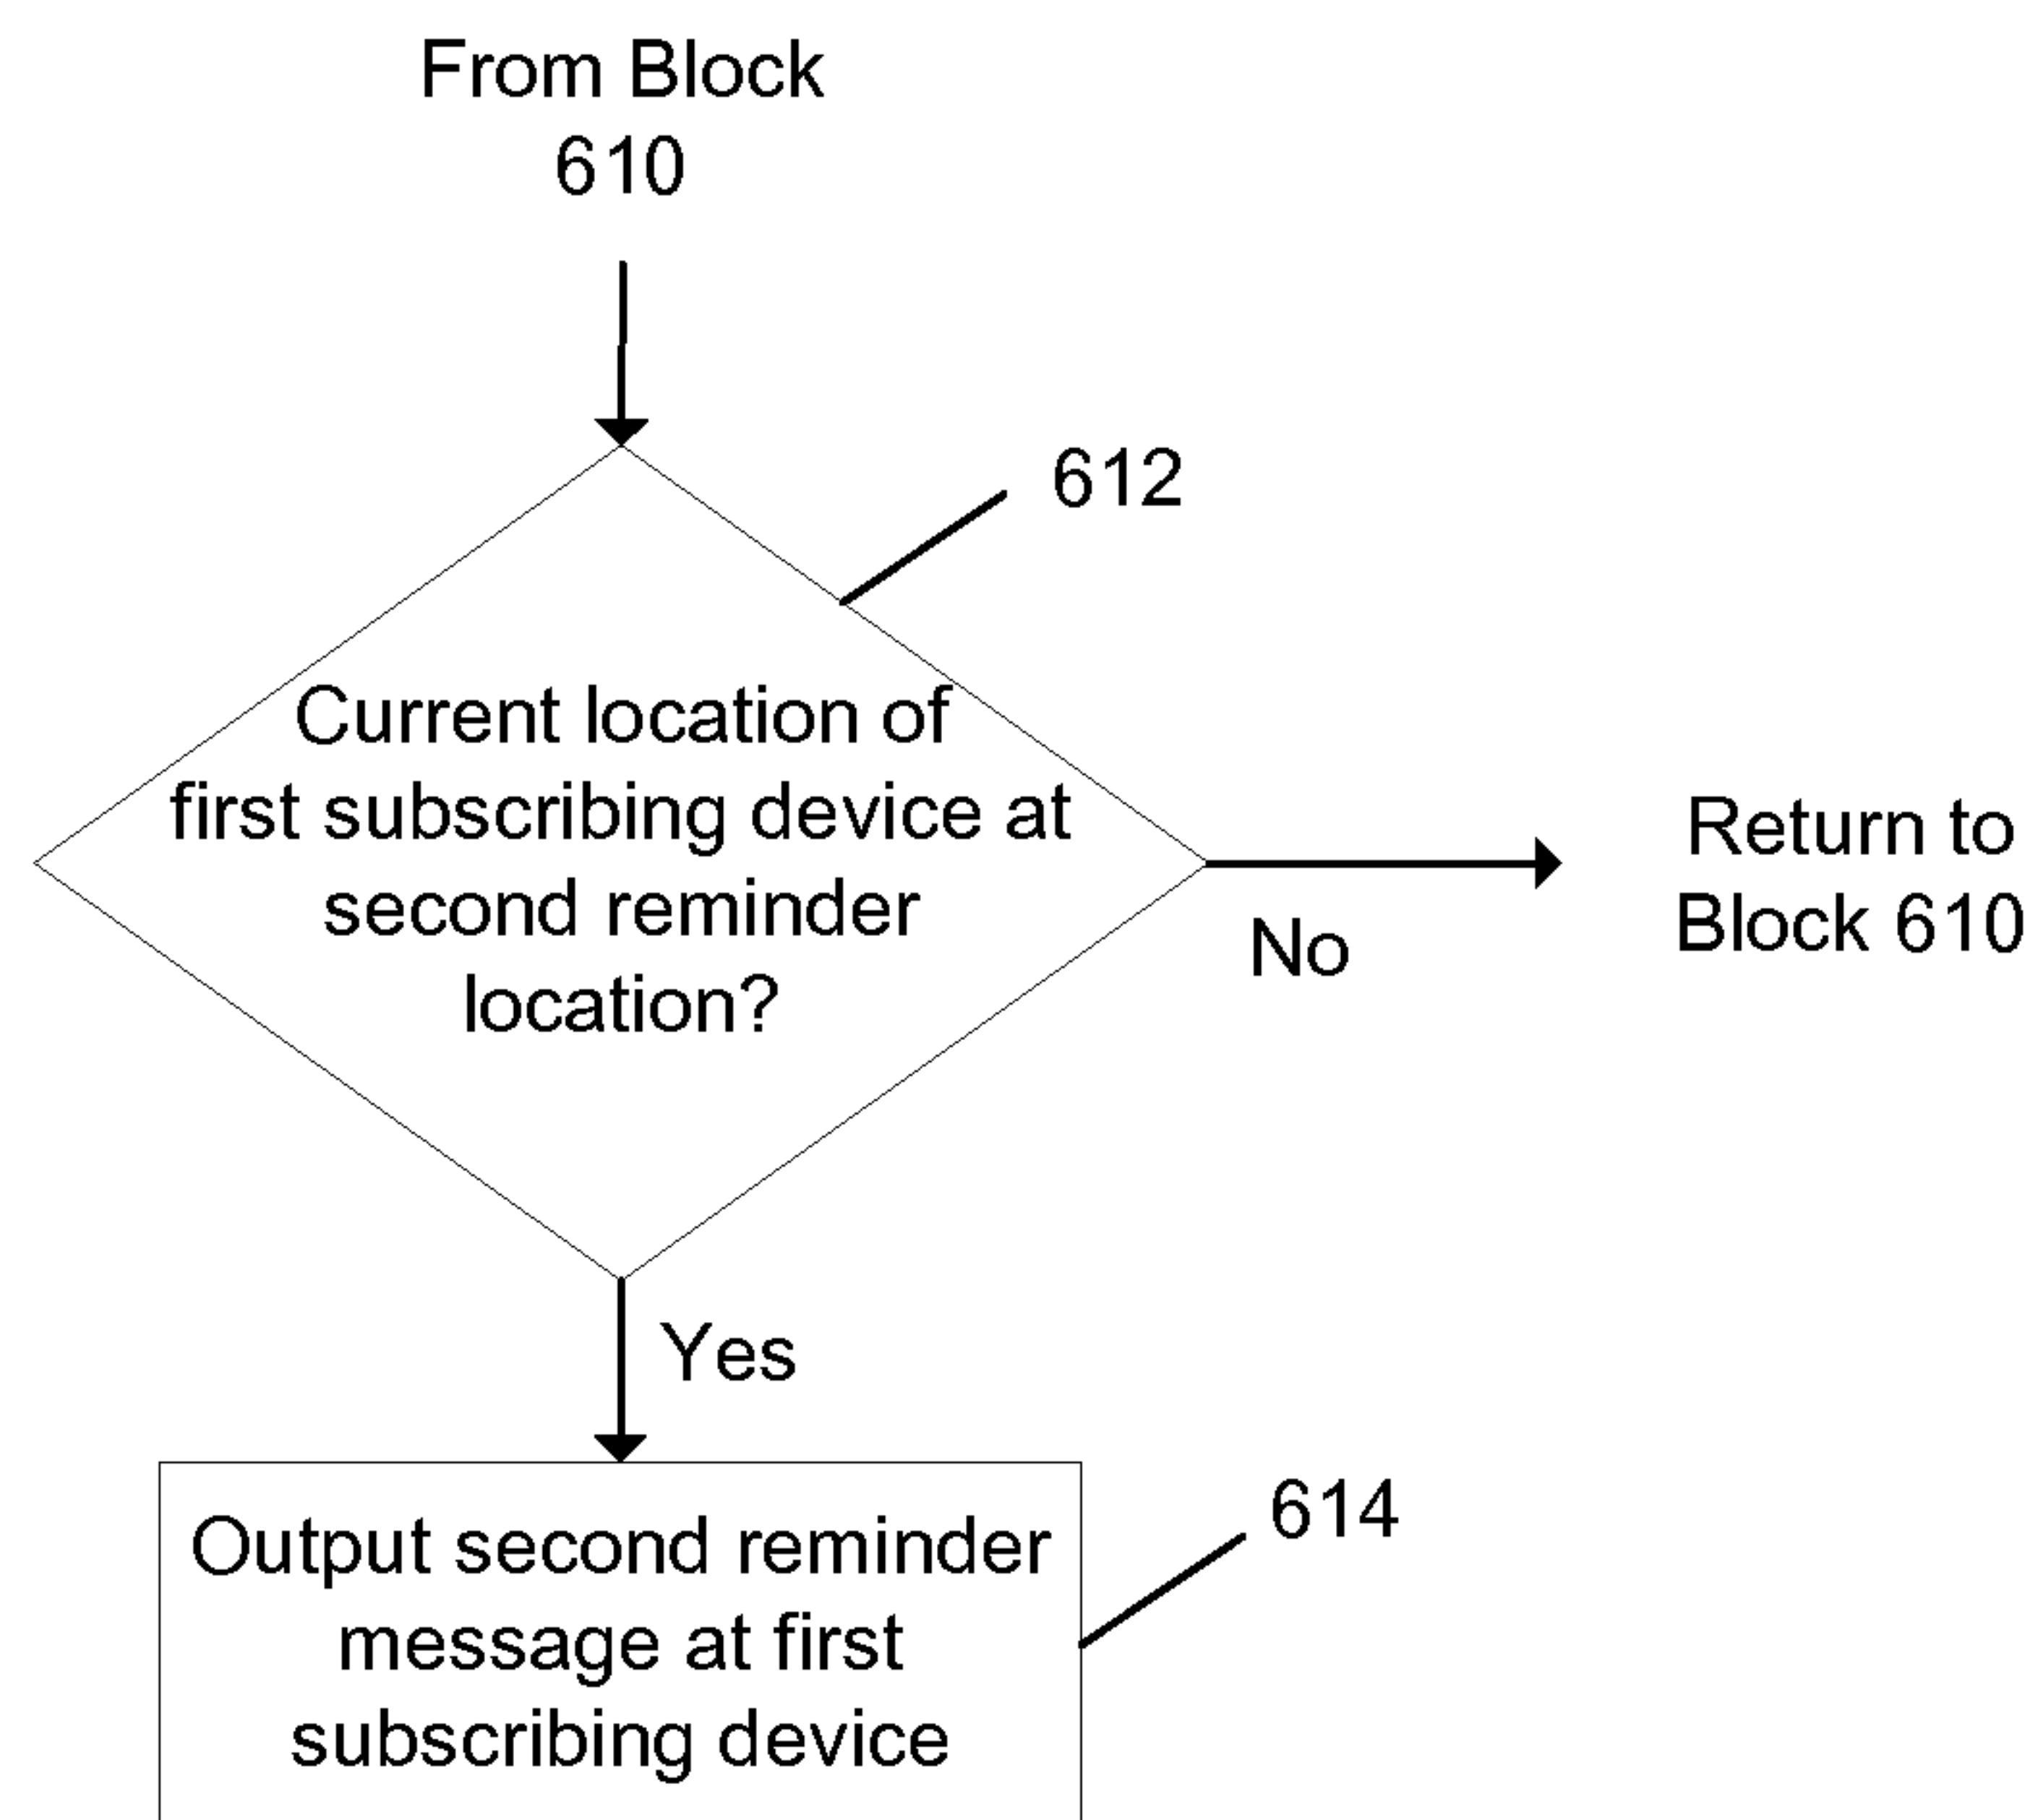 From Block
610
612
Current location of
first subscribing device at
second reminder
location?
Return to
Block 610
No
Yes
614
Output second reminder
message at first
subscribing device